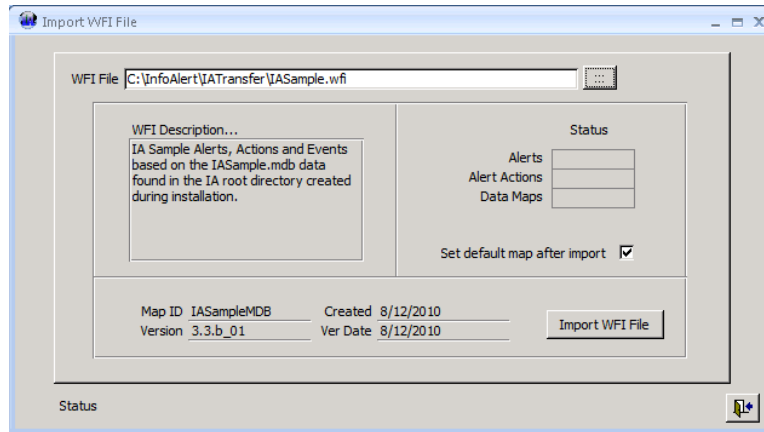 Import WFI File
WFI File C:\InfoAlert\IATransfer\IASample.wfi :::
WFI Description...
IA Sample Alerts, Actions and Events
based on the IASample.mdb data
found in the IA root directory created
during installation.
Status
Alerts
Alert Actions
Data Maps
Set default map after import
Map ID IASampleMDB Created 8/12/2010
Version 3.3.b_01 Ver Date 8/12/2010
Import WFI File
Status